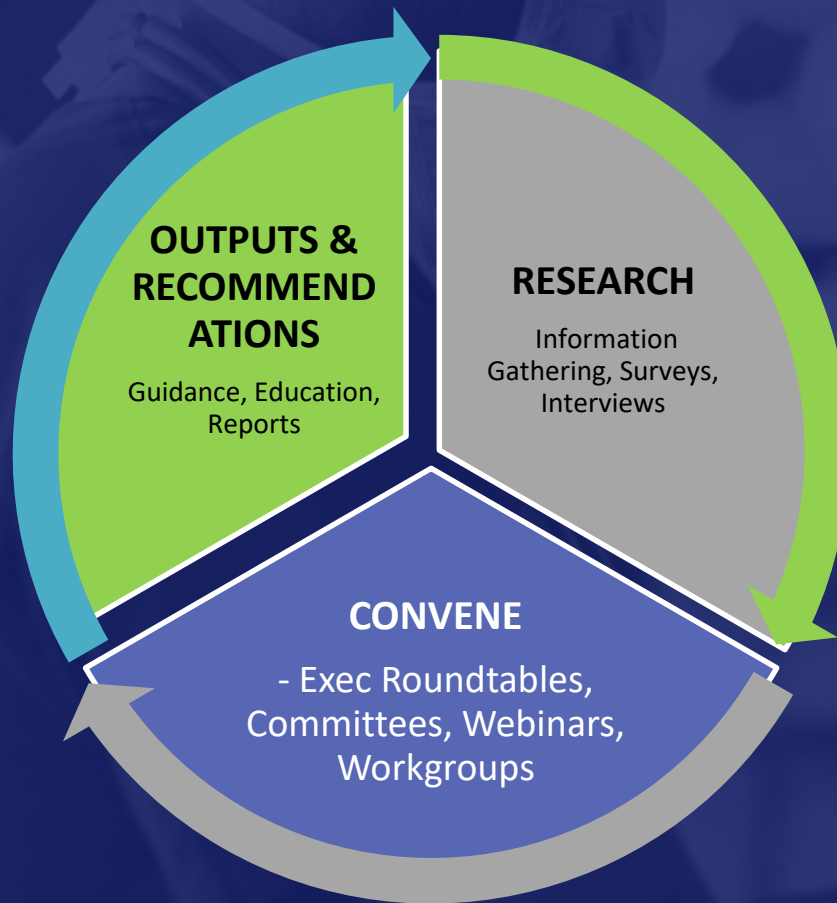 OUTPUTS &
RECOMMEND
ATIONS
Guidance, Education,
Reports
RESEARCH
Information
Gathering, Surveys,
Interviews
CONVENE
- Exec Roundtables,
Committees, Webinars,
Workgroups